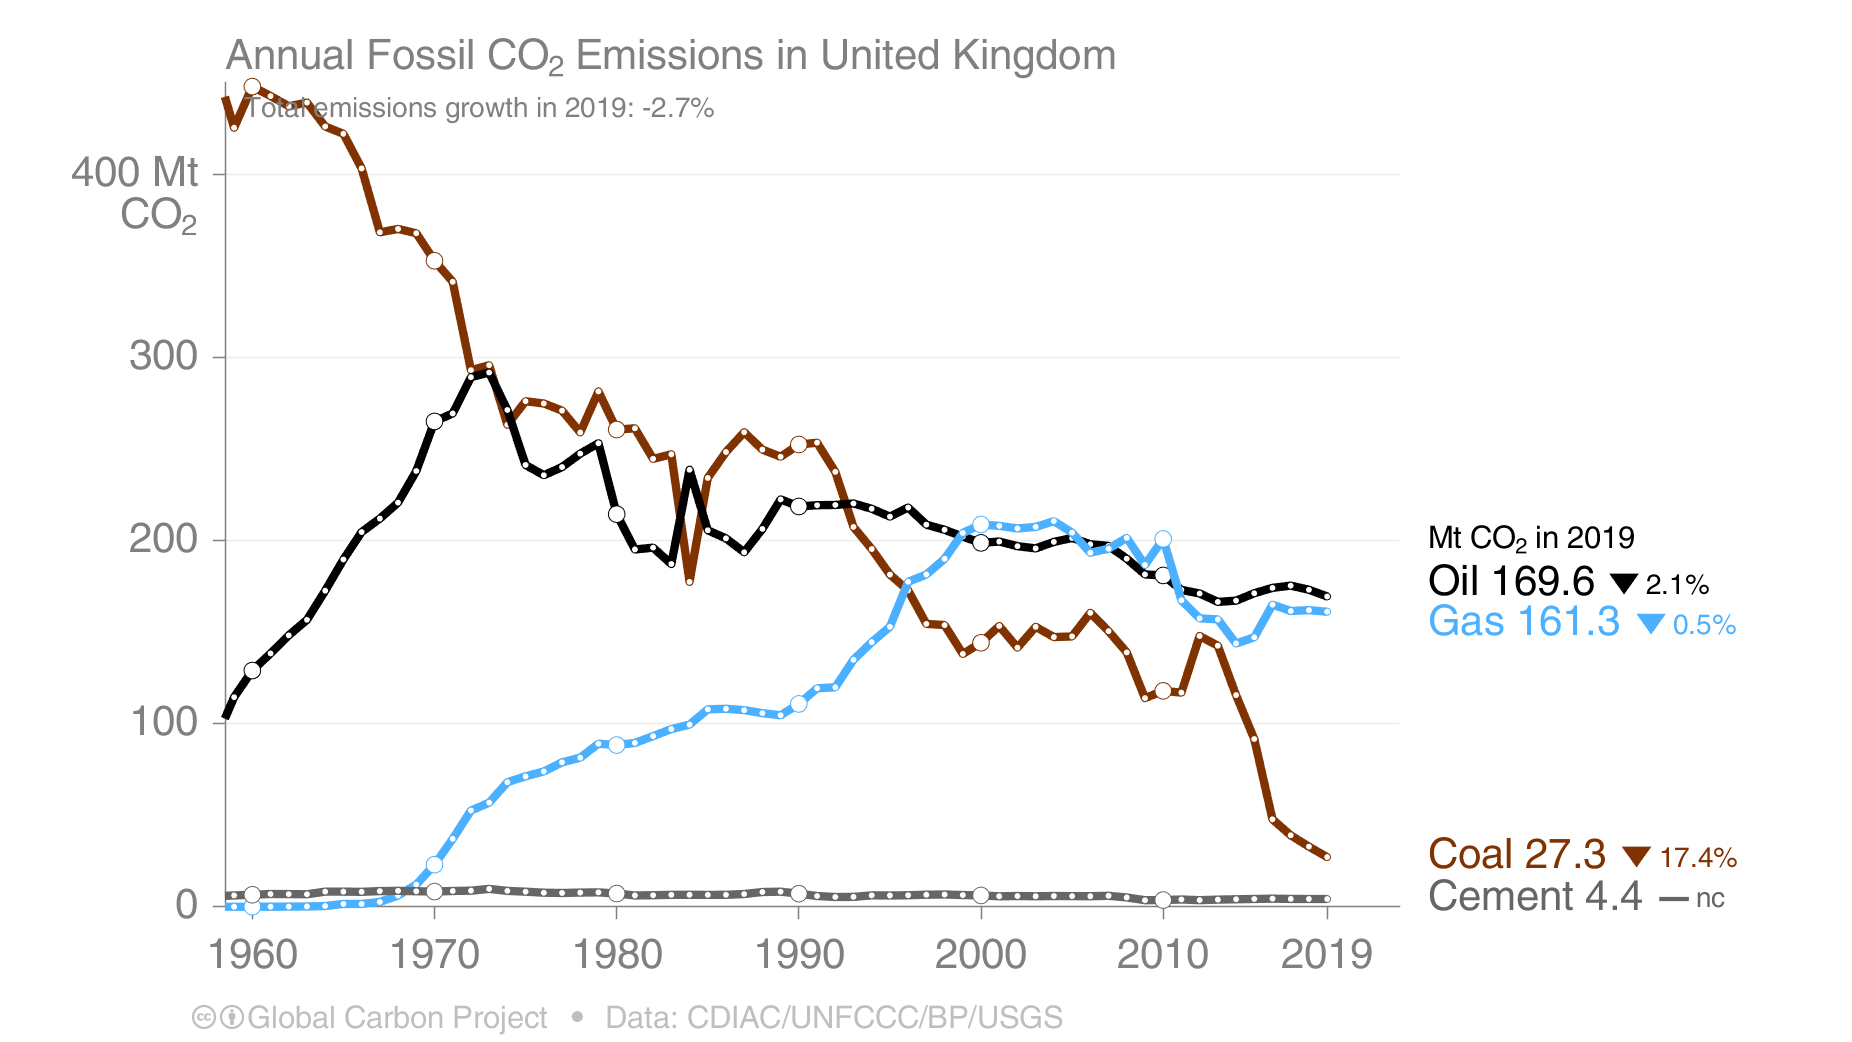 Annual Fossil CO₂ Emissions in United Kingdom
Total emissions growth in 2019: -2.7%
400 Mt
CO₂
300
200
100
0
1960 1970 1980 1990 2000 2010 2019
Mt CO₂ in 2019
Oil 169.6 ▼ 2.1%
Gas 161.3 ▼ 0.5%
Coal 27.3 ▼ 17.4%
Cement 4.4 — nc
cc Global Carbon Project • Data: CDIAC/UNFCCC/BP/USGS